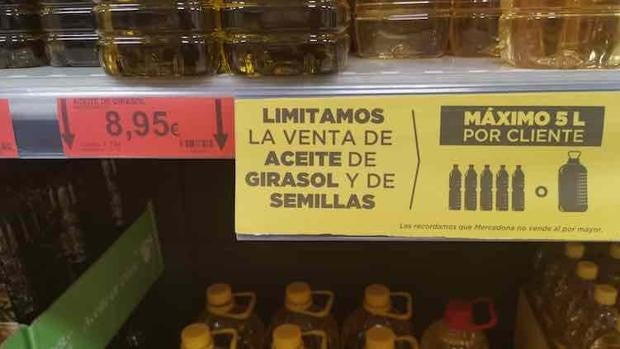 ACEITE DE GIRASOL
8,95€
LIMITAMOS
LA VENTA DE
ACEITE DE
GIRASOL Y DE
SEMILLAS
MÁXIMO 5 L
POR CLIENTE
o
Les recordamos que Mercadona no vende al por mayor.